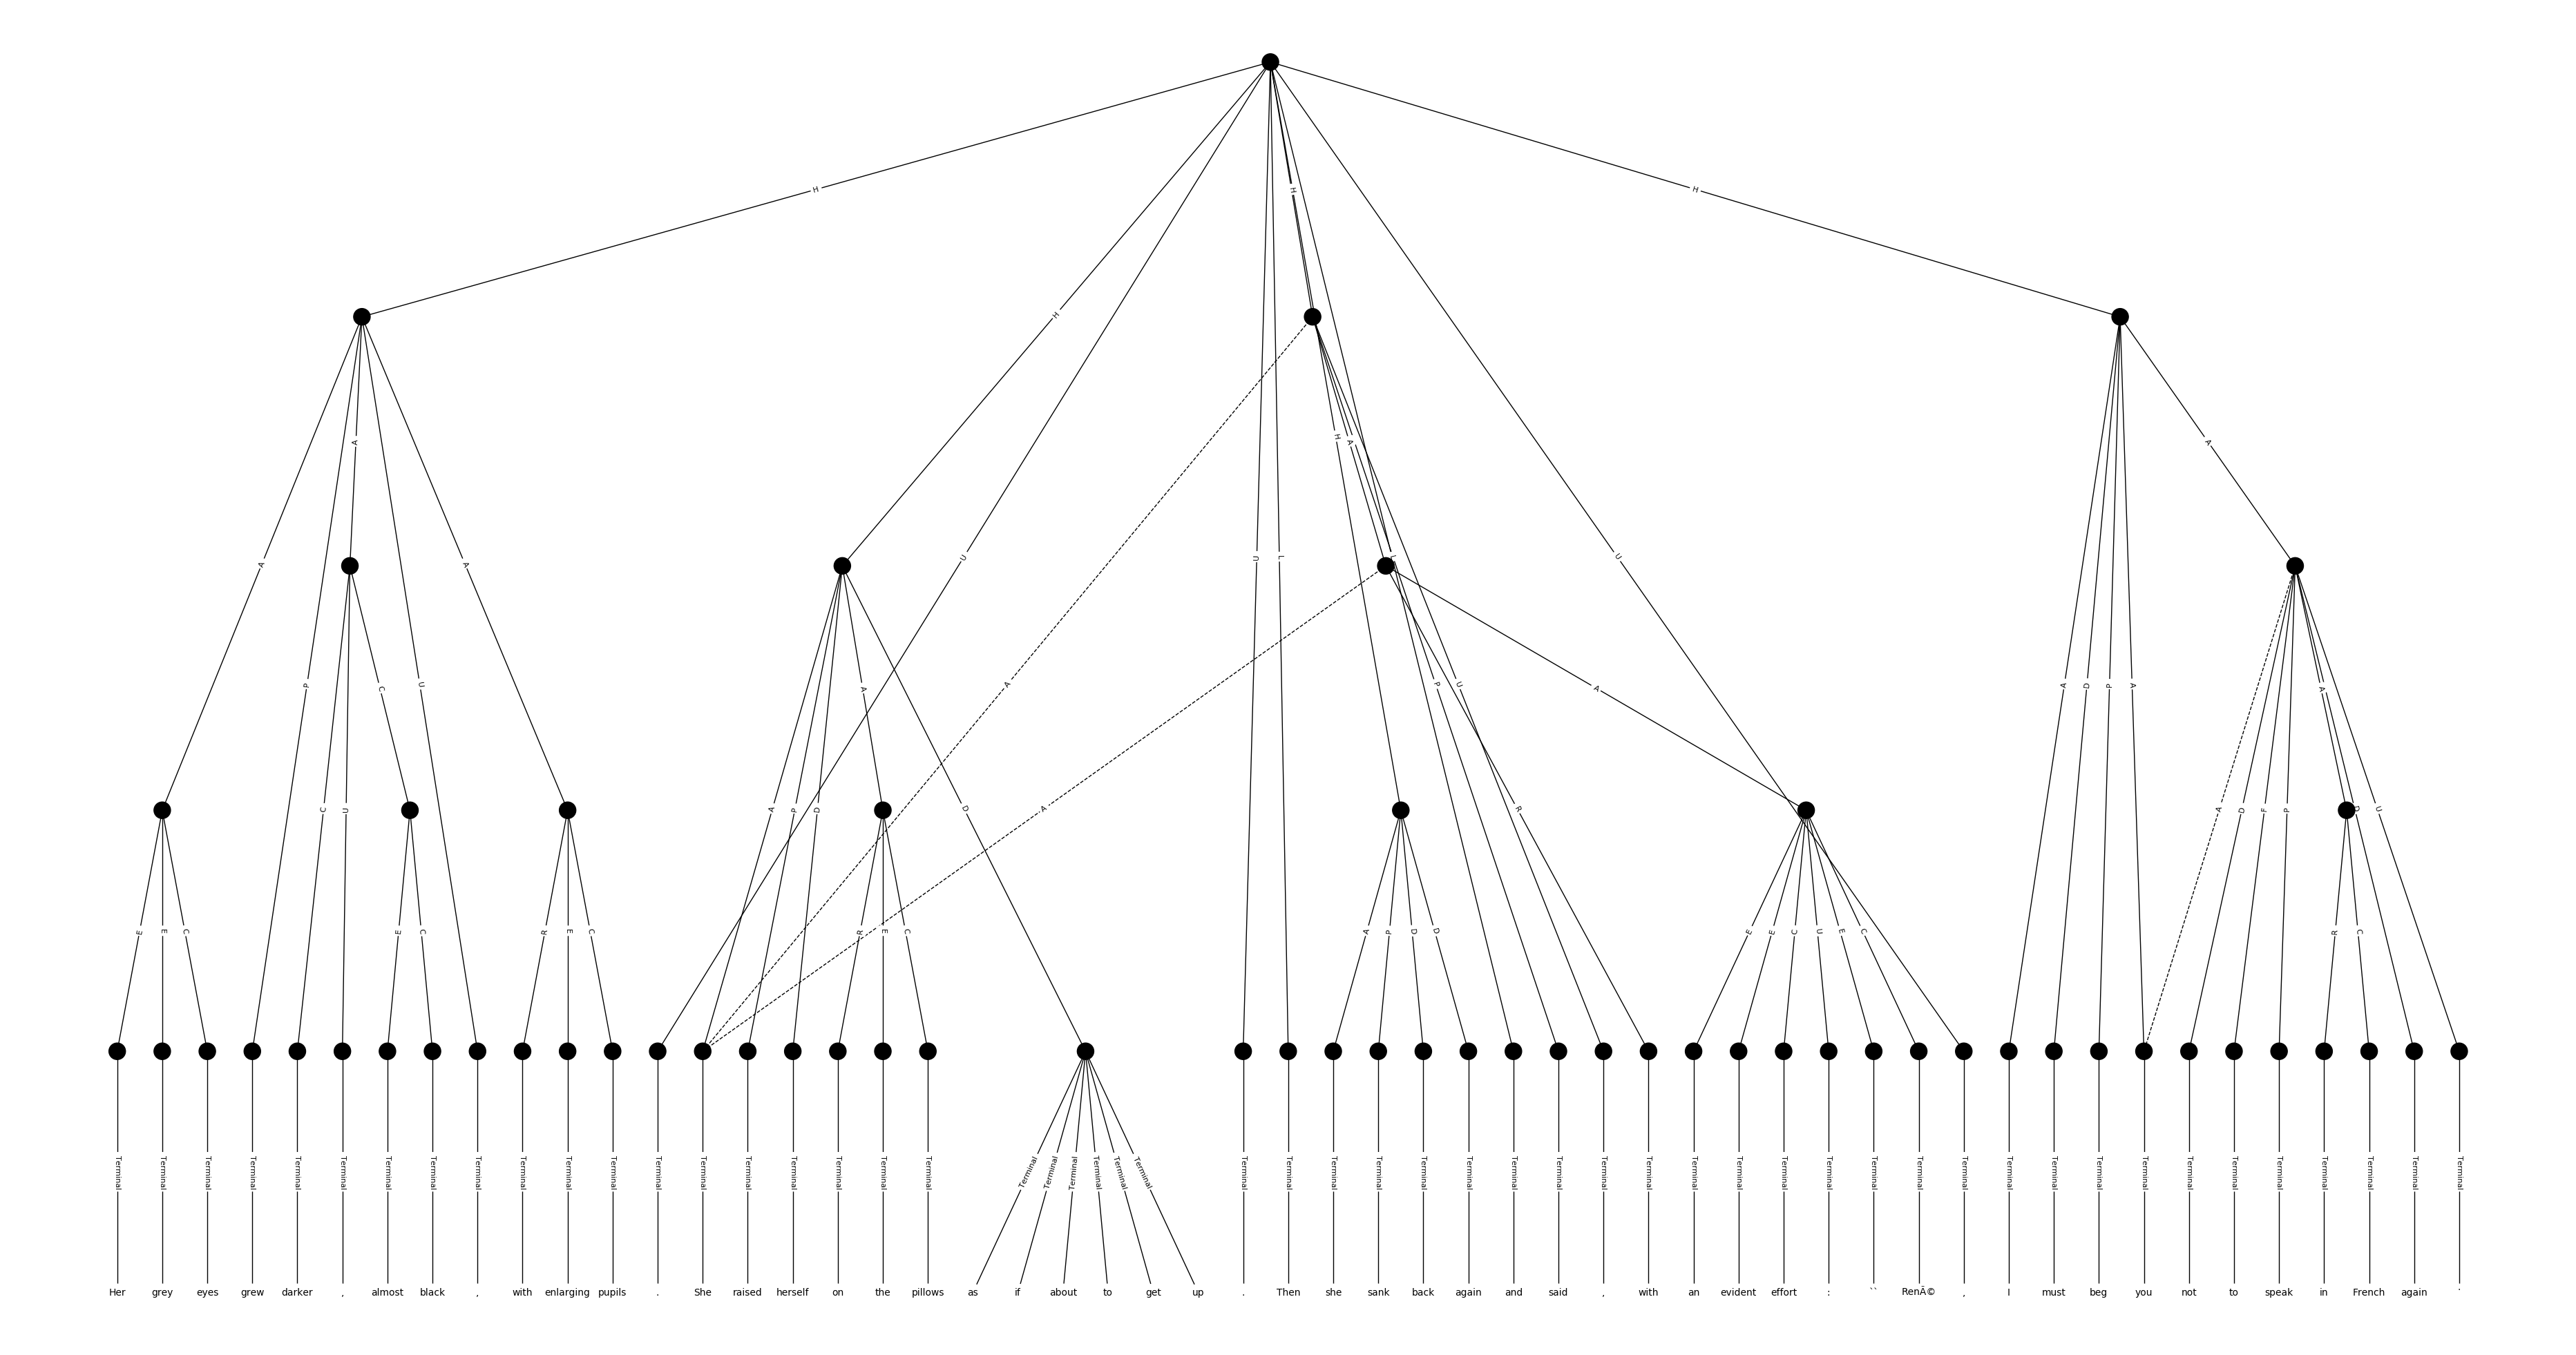 H H H H
A P A U A H U U L H A A P U R L U A D P A A
C U C A P D A D A A D F P A D U
E E C E C R E C R E C A P D D E E C U E C R C
Terminal Terminal Terminal Terminal Terminal Terminal Terminal Terminal Terminal Terminal Terminal Terminal Terminal Terminal Terminal Terminal Terminal Terminal Terminal Terminal Terminal Terminal Terminal Terminal Terminal Terminal Terminal Terminal Terminal Terminal Terminal Terminal Terminal Terminal Terminal Terminal Terminal Terminal Terminal Terminal Terminal Terminal Terminal Terminal Terminal Terminal Terminal Terminal Terminal Terminal Terminal Terminal Terminal
Her grey eyes grew darker , almost black , with enlarging pupils . She raised herself on the pillows as if about to get up . Then she sank back again and said , with an evident effort : `` RenÃ© , I must beg you not to speak in French again .